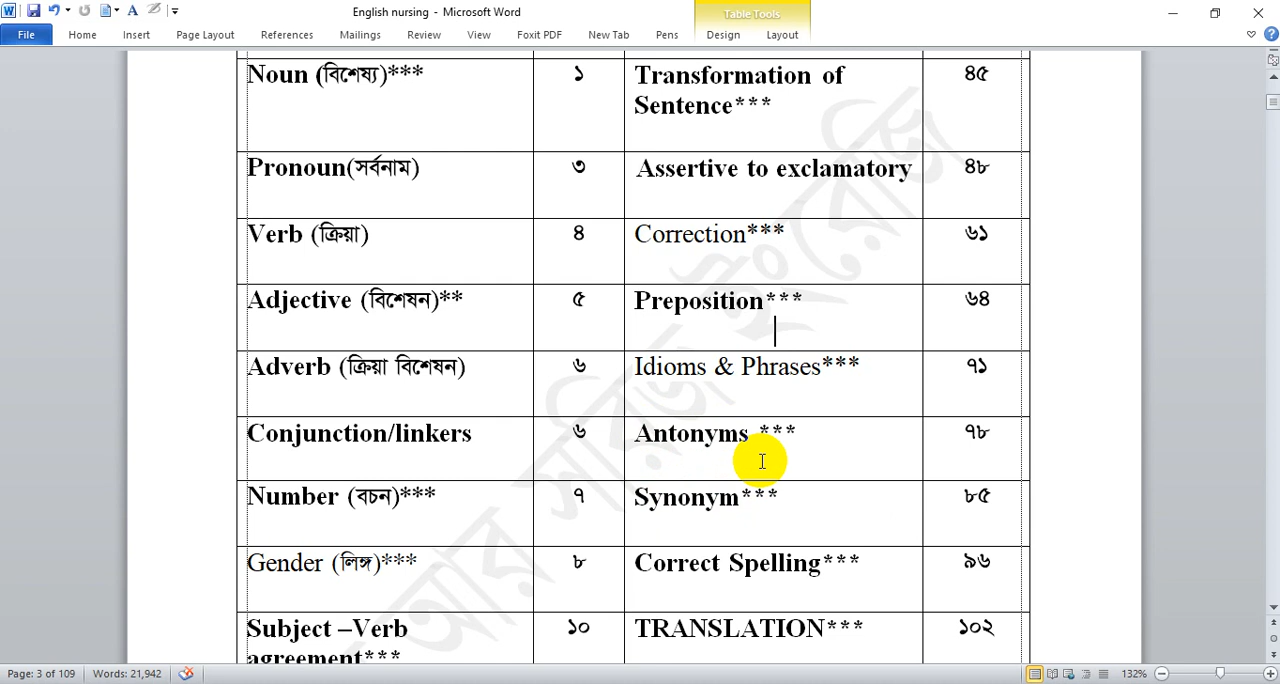 English nursing - Microsoft Word
Table Tools
File Home Insert Page Layout References Mailings Review View Foxit PDF New Tab Pens Design Layout
Noun (বিশেষ্য)*** ১ Transformation of ৪৫
Sentence***
Pronoun(সর্বনাম) ৩ Assertive to exclamatory ৪৮
Verb (ক্রিয়া) ৪ Correction*** ৬১
Adjective (বিশেষন)** ৫ Preposition*** ৬৪
Adverb (ক্রিয়া বিশেষন) ৬ Idioms & Phrases*** ৭১
Conjunction/linkers ৬ Antonyms *** ৭৮
Number (বচন)*** ৭ Synonym*** ৮৫
Gender (লিঙ্গ)*** ৮ Correct Spelling*** ৯৬
Subject –Verb ১০ TRANSLATION*** ১০২
agreement***
আর সরিজ ইংরেজি
Page: 3 of 109 Words: 21,942 132%